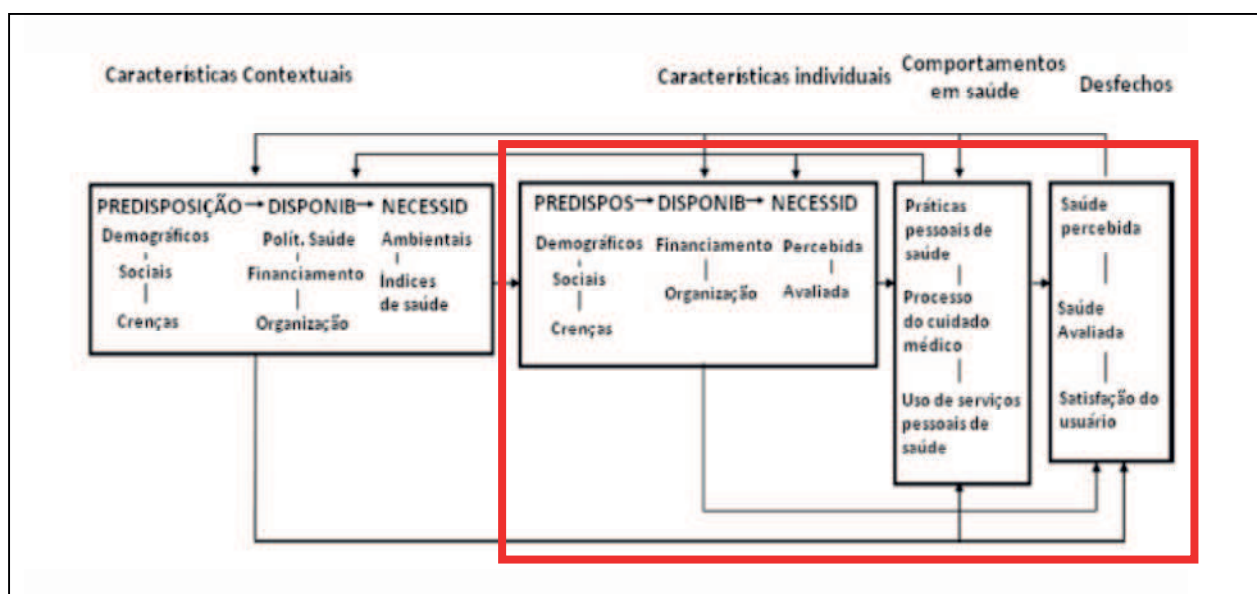 Características Contextuais
Características individuais
Comportamentos
em saúde
Desfechos
PREDISPOSIÇÃO DISPONIB NECESSID
Demográficos
Sociais
Crenças
Polít. Saúde
Financiamento
Organização
Ambientais
Índices
de saúde
PREDISPOS DISPONIB NECESSID
Demográficos
Sociais
Crenças
Financiamento
Organização
Percebida
Avaliada
Práticas
pessoais de
saúde
Processo
do cuidado
médico
Uso de serviços
pessoais de
saúde
Saúde
percebida
Saúde
Avaliada
Satisfação do
usuário